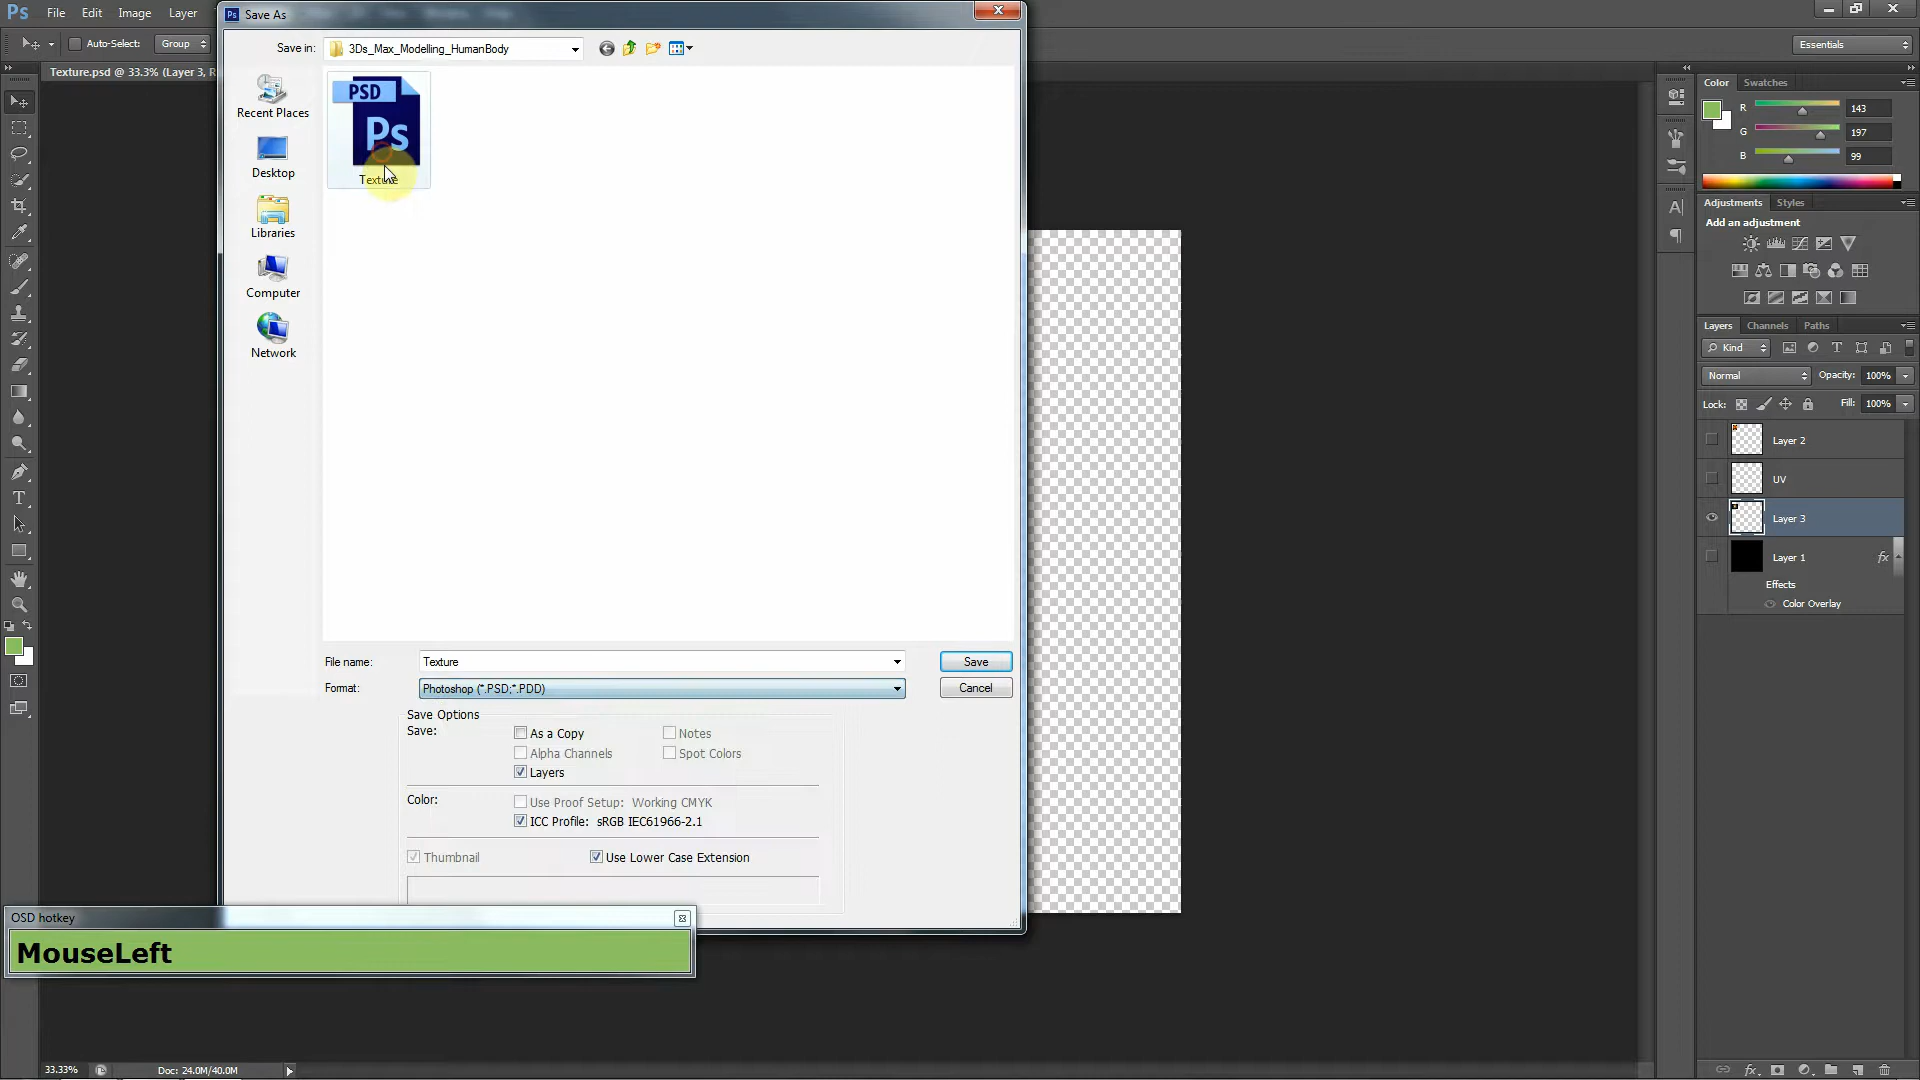 Ps File Edit Image Layer
Save As
Auto-Select: Group
Essentials
Texture.psd @ 33.3% (Layer 3, R
Save in: 3Ds_Max_Modelling_HumanBody
Recent Places
Desktop
Libraries
Computer
Network
PSD
Ps
Texture
File name: Texture Save
Format: Photoshop (*.PSD;*.PDD) Cancel
Save Options
Save:
As a Copy Notes
Alpha Channels Spot Colors
Layers
Color: Use Proof Setup: Working CMYK
ICC Profile: sRGB IEC61966-2.1
Thumbnail Use Lower Case Extension
OSD hotkey
MouseLeft
33.33% Doc: 24.0M/40.0M
Color Swatches
R 143
G 197
B 99
Adjustments Styles
Add an adjustment
Layers Channels Paths
Kind
Normal Opacity: 100%
Lock: Fill: 100%
Layer 2
UV
Layer 3
Layer 1 fx
Effects
Color Overlay